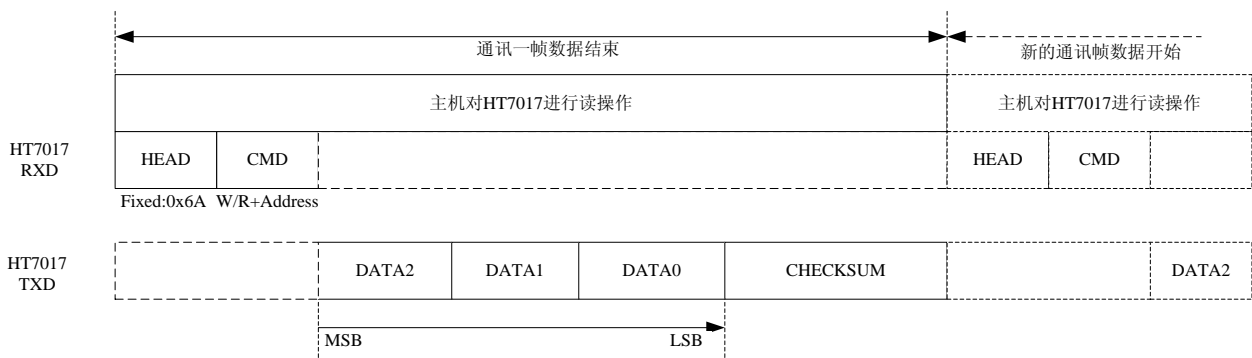 通讯一帧数据结束
新的通讯帧数据开始
主机对HT7017进行读操作
主机对HT7017进行读操作
HT7017
RXD
HEAD
CMD
HEAD
CMD
Fixed:0x6A
W/R+Address
HT7017
TXD
DATA2
DATA1
DATA0
CHECKSUM
DATA2
MSB
LSB